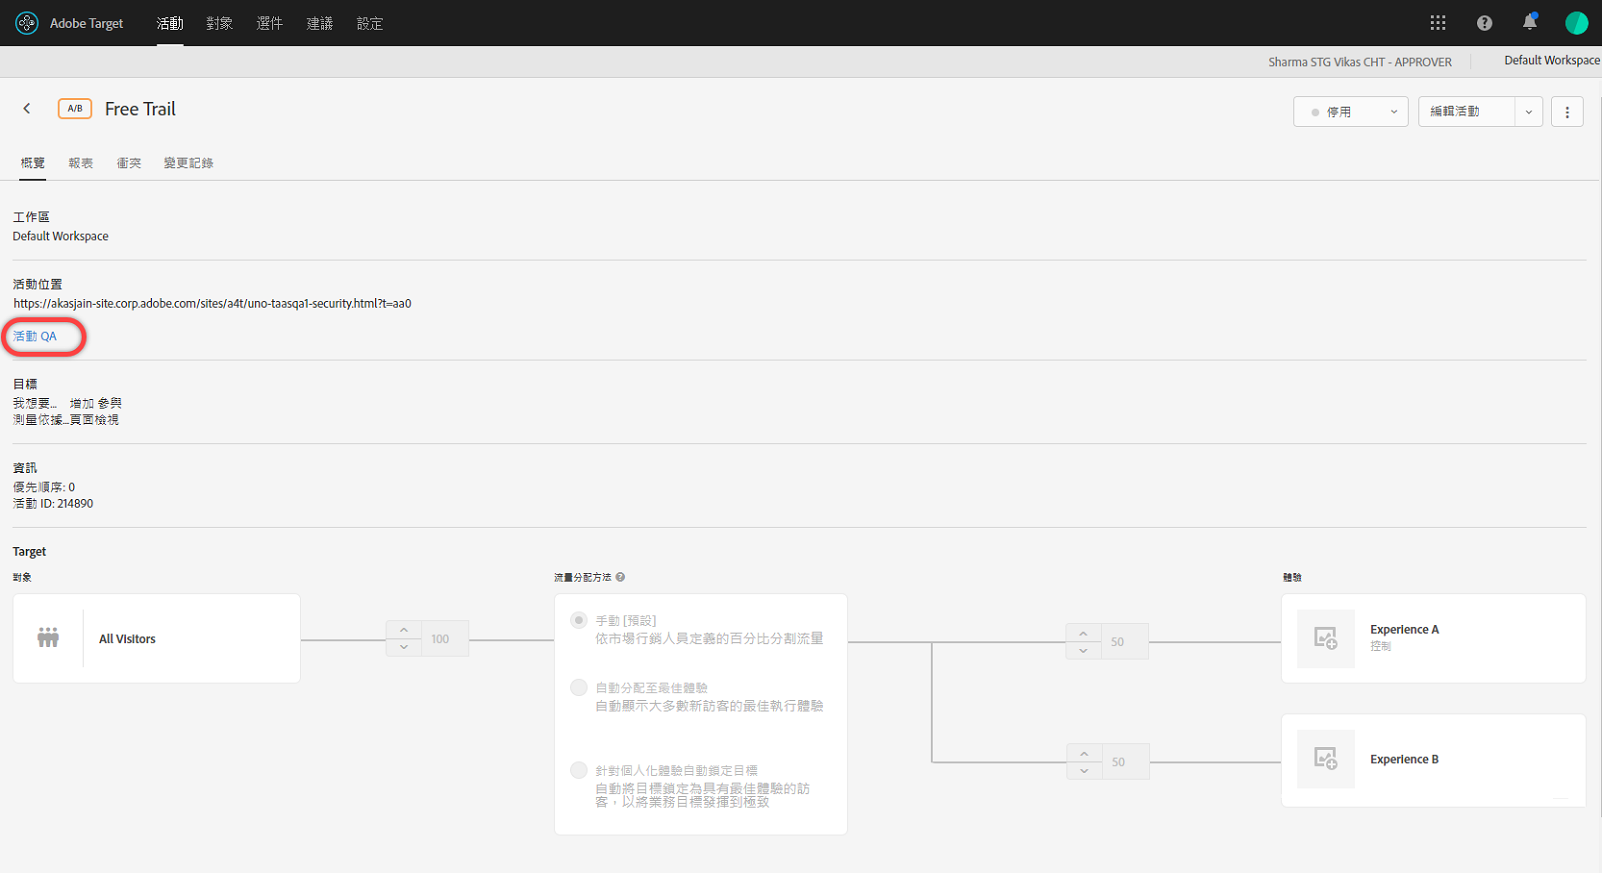 Adobe Target 活動 對象 選件 建議 設定
Sharma STG Vikas CHT - APPROVER Default Workspace
A/B Free Trail 停用 編輯活動
概覽 報表 衝突 變更記錄
工作區
Default Workspace
活動位置
https://akasjain-site.corp.adobe.com/sites/a4t/uno-taasqa1-security.html?t=aa0
活動 QA
目標
我想要... 增加 參與
測量依據...頁面檢視
資訊
優先順序: 0
活動 ID: 214890
Target
對象 流量分配方法 體驗
All Visitors
100
手動 [預設]
依市場行銷人員定義的百分比分割流量
自動分配至最佳體驗
自動顯示大多數新訪客的最佳執行體驗
針對個人化體驗自動鎖定目標
自動將目標鎖定為具有最佳體驗的訪
客，以將業務目標發揮到極致
50
Experience A
控制
50
Experience B